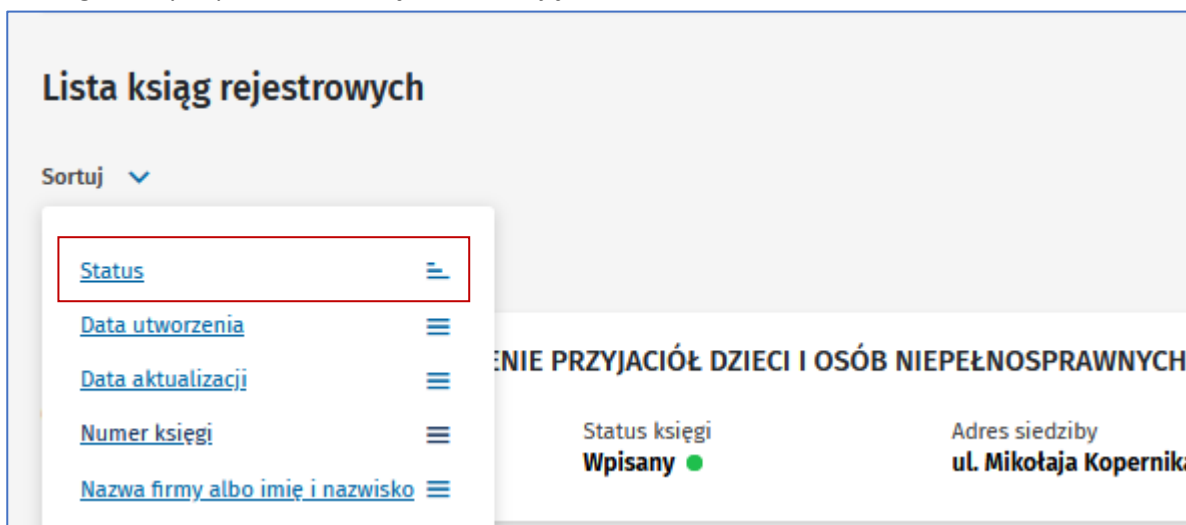 Lista ksiąg rejestrowych
Sortuj
Status
Data utworzenia
Data aktualizacji
Numer księgi
Nazwa firmy albo imię i nazwisko
ENIE PRZYJACIÓŁ DZIECI I OSÓB NIEPEŁNOSPRAWNYCH
Status księgi
Wpisany
Adres siedziby
ul. Mikołaja Kopernika